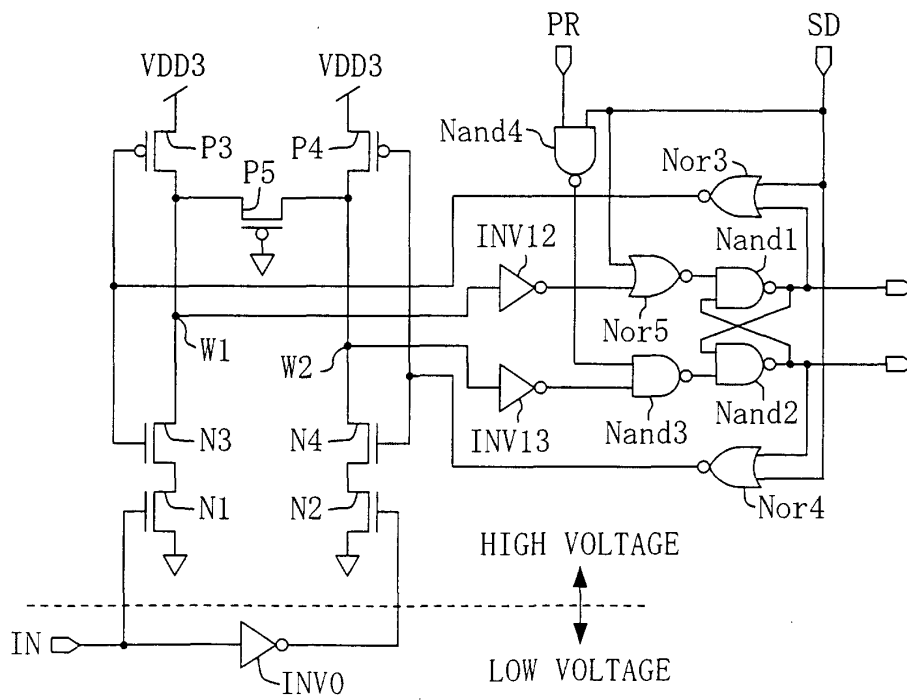 PR
SD
VDD3
VDD3
P3
P4
P5
Nand4
Nor3
INV12
Nand1
Nor5
W1
W2
INV13
Nand3
Nand2
N3
N4
N1
N2
Nor4
HIGH VOLTAGE
IN
INV0
LOW VOLTAGE